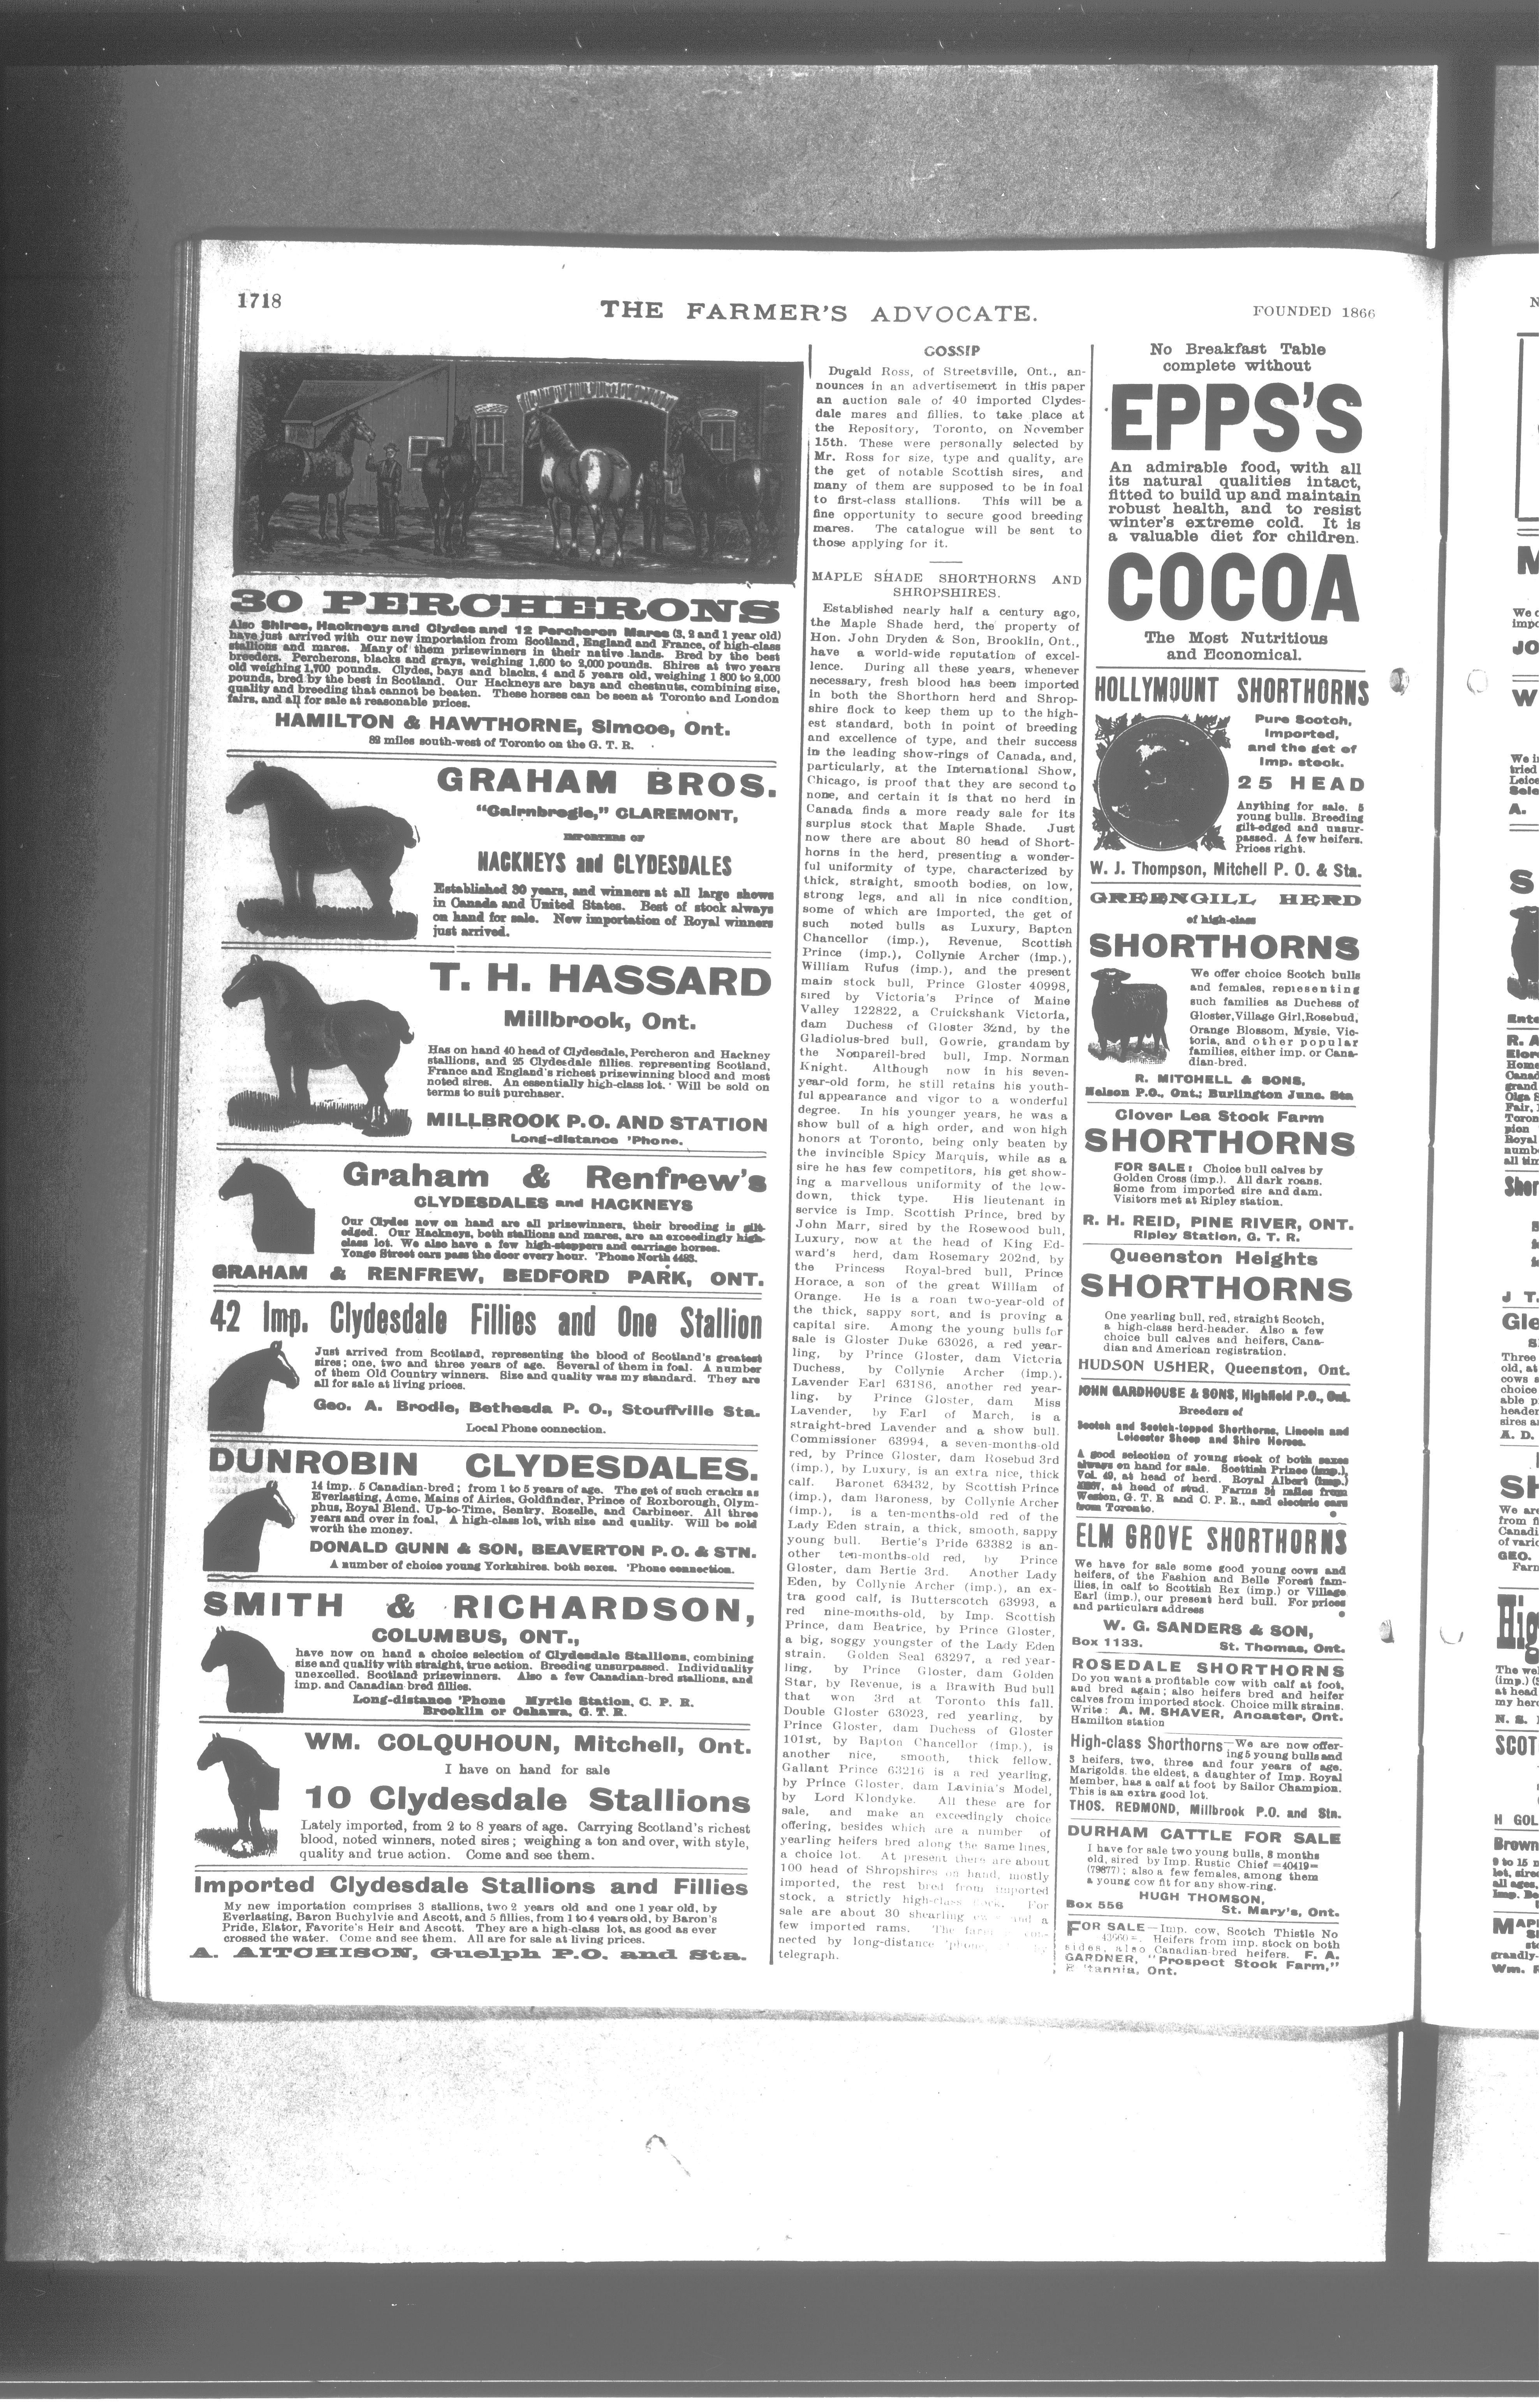 1718
THE FARMER'S ADVOCATE.
FOUNDED 1866
30 PERCHERONS
Also Shires, Hackneys and Clydes and 12 Percheron Mares (3, 2 and 1 year old)
have just arrived with our new importation from Scotland, England and France, of high-class
stallions and mares. Many of them prizewinners in their native lands. Bred by the best
breeders. Percherons, blacks and grays, weighing 1,600 to 2,000 pounds. Shires at two years
old weighing 1,700 pounds. Clydes, bays and blacks, 4 and 5 years old, weighing 1 800 to 2,000
pounds, bred by the best in Scotland. Our Hackneys are bays and chestnuts, combining size,
quality and breeding that cannot be beaten. These horses can be seen at Toronto and London
fairs, and all for sale at reasonable prices.
HAMILTON & HAWTHORNE, Simcoe, Ont.
82 miles south-west of Toronto on the G. T. R.
GRAHAM BROS.
"Cairnbrogie," CLAREMONT,
IMPORTERS OF
HACKNEYS and CLYDESDALES
Established 30 years, and winners at all large shows
in Canada and United States. Best of stock always
on hand for sale. New importation of Royal winners
just arrived.
T. H. HASSARD
Millbrook, Ont.
Has on hand 40 head of Clydesdale, Percheron and Hackney
stallions, and 25 Clydesdale fillies, representing Scotland,
France and England's richest prizewinning blood and most
noted sires. An essentially high-class lot. Will be sold on
terms to suit purchaser.
MILLBROOK P.O. AND STATION
Long-distance 'Phone.
Graham & Renfrew's
CLYDESDALES and HACKNEYS
Our Clydes now on hand are all prizewinners, their breeding is gilt-
edged. Our Hackneys, both stallions and mares, are an exceedingly high-
class lot. We also have a few high-steppers and carriage horses.
Yonge Street cars pass the door every hour. 'Phone North 4483.
GRAHAM & RENFREW, BEDFORD PARK, ONT.
42 Imp. Clydesdale Fillies and One Stallion
Just arrived from Scotland, representing the blood of Scotland's greatest
sires; one, two and three years of age. Several of them in foal. A number
of them Old Country winners. Size and quality was my standard. They are
all for sale at living prices.
Geo. A. Brodie, Bethesda P. O., Stouffville Sta.
Local Phone connection.
DUNROBIN CLYDESDALES.
14 imp. 5 Canadian-bred; from 1 to 5 years of age. The get of such cracks as
Everlasting, Acme, Mains of Airies, Goldfinder, Prince of Roxborough, Olym-
phus, Royal Blend, Up-to-Time, Sentry, Rozelle, and Carbineer. All three
years and over in foal. A high-class lot, with size and quality. Will be sold
worth the money.
DONALD GUNN & SON, BEAVERTON P. O. & STN.
A number of choice young Yorkshires, both sexes. 'Phone connection.
SMITH & RICHARDSON,
COLUMBUS, ONT.,
have now on hand a choice selection of Clydesdale Stallions, combining
size and quality with straight, true action. Breeding unsurpassed. Individuality
unexcelled. Scotland prizewinners. Also a few Canadian-bred stallions, and
imp. and Canadian bred fillies.
Long-distance 'Phone Myrtle Station, C. P. R.
Brooklin or Oshawa, G. T. R.
WM. COLQUHOUN, Mitchell, Ont.
I have on hand for sale
10 Clydesdale Stallions
Lately imported, from 2 to 8 years of age. Carrying Scotland's richest
blood, noted winners, noted sires; weighing a ton and over, with style,
quality and true action. Come and see them.
Imported Clydesdale Stallions and Fillies
My new importation comprises 3 stallions, two 2 years old and one 1 year old, by
Everlasting, Baron Buchylvie and Ascott, and 5 fillies, from 1 to 4 years old, by Baron's
Pride, Elator, Favorite's Heir and Ascott. They are a high-class lot, as good as ever
crossed the water. Come and see them. All are for sale at living prices.
A. AITCHISON, Guelph P.O. and Sta.
GOSSIP
Dugald Ross, of Streetsville, Ont., an-
nounces in an advertisement in this paper
an auction sale of 40 imported Clydes-
dale mares and fillies, to take place at
the Repository, Toronto, on November
15th. These were personally selected by
Mr. Ross for size, type and quality, are
the get of notable Scottish sires, and
many of them are supposed to be in foal
to first-class stallions. This will be a
fine opportunity to secure good breeding
mares. The catalogue will be sent to
those applying for it.
MAPLE SHADE SHORTHORNS AND
SHROPSHIRES.
Established nearly half a century ago,
the Maple Shade herd, the property of
Hon. John Dryden & Son, Brooklin, Ont.,
have a world-wide reputation of excel-
lence. During all these years, whenever
necessary, fresh blood has been imported
in both the Shorthorn herd and Shrop-
shire flock to keep them up to the high-
est standard, both in point of breeding
and excellence of type, and their success
in the leading show-rings of Canada, and,
particularly, at the International Show,
Chicago, is proof that they are second to
none, and certain it is that no herd in
Canada finds a more ready sale for its
surplus stock that Maple Shade. Just
now there are about 80 head of Short-
horns in the herd, presenting a wonder-
ful uniformity of type, characterized by
thick, straight, smooth bodies, on low,
strong legs, and all in nice condition,
some of which are imported, the get of
such noted bulls as Luxury, Bapton
Chancellor (imp.), Revenue, Scottish
Prince (imp.), Collynie Archer (imp.),
William Rufus (imp.), and the present
main stock bull, Prince Gloster 40998,
sired by Victoria's Prince of Maine
Valley 122822, a Cruickshank Victoria,
dam Duchess of Gloster 32nd, by the
Gladiolus-bred bull, Gowrie, grandam by
the Nonpareil-bred bull, Imp. Norman
Knight. Although now in his seven-
year-old form, he still retains his youth-
ful appearance and vigor to a wonderful
degree. In his younger years, he was a
show bull of a high order, and won high
honors at Toronto, being only beaten by
the invincible Spicy Marquis, while as a
sire he has few competitors, his get show-
ing a marvellous uniformity of the low-
down, thick type. His lieutenant in
service is Imp. Scottish Prince, bred by
John Marr, sired by the Rosewood bull,
Luxury, now at the head of King Ed-
ward's herd, dam Rosemary 202nd, by
the Princess Royal-bred bull, Prince
Horace, a son of the great William of
Orange. He is a roan two-year-old of
the thick, sappy sort, and is proving a
capital sire. Among the young bulls for
sale is Gloster Duke 63026, a red year-
ling, by Prince Gloster, dam Victoria
Duchess, by Collynie Archer (imp.).
Lavender Earl 63186, another red year-
ling, by Prince Gloster, dam Miss
Lavender, by Earl of March, is a
straight-bred Lavender and a show bull.
Commissioner 63994, a seven-months-old
red, by Prince Gloster, dam Rosebud 3rd
(imp.), by Luxury, is an extra nice, thick
calf. Baronet 63432, by Scottish Prince
(imp.), dam Baroness, by Collynie Archer
(imp.), is a ten-months-old red of the
Lady Eden strain, a thick, smooth, sappy
young bull. Bertie's Pride 63382 is an-
other ten-months-old red, by Prince
Gloster, dam Bertie 3rd. Another Lady
Eden, by Collynie Archer (imp.), an ex-
tra good calf, is Butterscotch 63993, a
red nine-months-old, by Imp. Scottish
Prince, dam Beatrice, by Prince Gloster,
a big, soggy youngster of the Lady Eden
strain. Golden Seal 63297, a red year-
ling, by Prince Gloster, dam Golden
Star, by Revenue, is a Brawith Bud bull
that won 3rd at Toronto this fall.
Double Gloster 63023, red yearling, by
Prince Gloster, dam Duchess of Gloster
101st, by Bapton Chancellor (imp.), is
another nice, smooth, thick fellow.
Gallant Prince 63216 is a red yearling,
by Prince Gloster, dam Lavinia's Model,
by Lord Klondyke. All these are for
sale, and make an exceedingly choice
offering, besides which are a number of
yearling heifers bred along the same lines,
a choice lot. At present there are about
100 head of Shropshires on hand, mostly
imported, the rest bred from imported
stock, a strictly high-class For
sale are about 30 shearling and a
few imported rams. The con-
nected by long-distance 'phone by
telegraph.
No Breakfast Table
complete without
EPPS'S
An admirable food, with all
its natural qualities intact,
fitted to build up and maintain
robust health, and to resist
winter's extreme cold. It is
a valuable diet for children.
COCOA
The Most Nutritious
and Economical.
HOLLYMOUNT SHORTHORNS
Pure Scotch,
Imported,
and the get of
Imp. stock.
25 HEAD
Anything for sale. 5
young bulls. Breeding
gilt-edged and unsur-
passed. A few heifers.
Prices right.
W. J. Thompson, Mitchell P. O. & Sta.
GREENGILL HERD
of high-class
SHORTHORNS
We offer choice Scotch bulls
and females, representing
such families as Duchess of
Gloster, Village Girl, Rosebud,
Orange Blossom, Mysie, Vic-
toria, and other popular
families, either imp. or Cana-
dian-bred.
R. MITCHELL & SONS,
Nelson P.O., Ont.; Burlington Junc. Sta
Clover Lea Stock Farm
SHORTHORNS
FOR SALE: Choice bull calves by
Golden Cross (imp.). All dark roans.
Some from imported sire and dam.
Visitors met at Ripley station.
R. H. REID, PINE RIVER, ONT.
Ripley Station, G. T. R.
Queenston Heights
SHORTHORNS
One yearling bull, red, straight Scotch,
a high-class herd-header. Also a few
choice bull calves and heifers, Cana-
dian and American registration.
HUDSON USHER, Queenston, Ont.
JOHN GARDHOUSE & SONS, Highfield P.O., Ont.
Breeders of
Scotch and Scotch-topped Shorthorns, Lincoln and
Leicester Sheep and Shire Horses.
A good selection of young stock of both sexes
always on hand for sale. Scottish Prince (imp.),
Vol. 49, at head of herd. Royal Albert (imp.)
at head of stud. Farms 3½ miles from
Weston, G. T. R and C. P. R., and electric cars
from Toronto.
ELM GROVE SHORTHORNS
We have for sale some good young cows and
heifers, of the Fashion and Belle Forest fam-
ilies, in calf to Scottish Rex (imp.) or Village
Earl (imp.), our present herd bull. For prices
and particulars address
W. G. SANDERS & SON,
Box 1133. St. Thomas, Ont.
ROSEDALE SHORTHORNS
Do you want a profitable cow with calf at foot,
and bred again; also heifers bred and heifer
calves from imported stock. Choice milk strains.
Write: A. M. SHAVER, Ancaster, Ont.
Hamilton station
High-class Shorthorns—We are now offer-
ing 5 young bulls and
3 heifers, two, three and four years of age.
Marigolds, the eldest, a daughter of Imp. Royal
Member, has a calf at foot by Sailor Champion.
This is an extra good lot.
THOS. REDMOND, Millbrook P.O. and Stn.
DURHAM CATTLE FOR SALE
I have for sale two young bulls, 8 months
old, sired by Imp. Rustic Chief =40419=
(79877); also a few females, among them
a young cow fit for any show-ring.
HUGH THOMSON,
Box 556 St. Mary's, Ont.
FOR SALE—Imp. cow, Scotch Thistle No
43660=. Heifers from imp. stock on both
sides, also Canadian-bred heifers. F. A.
GARDNER, "Prospect Stock Farm,"
Ont.